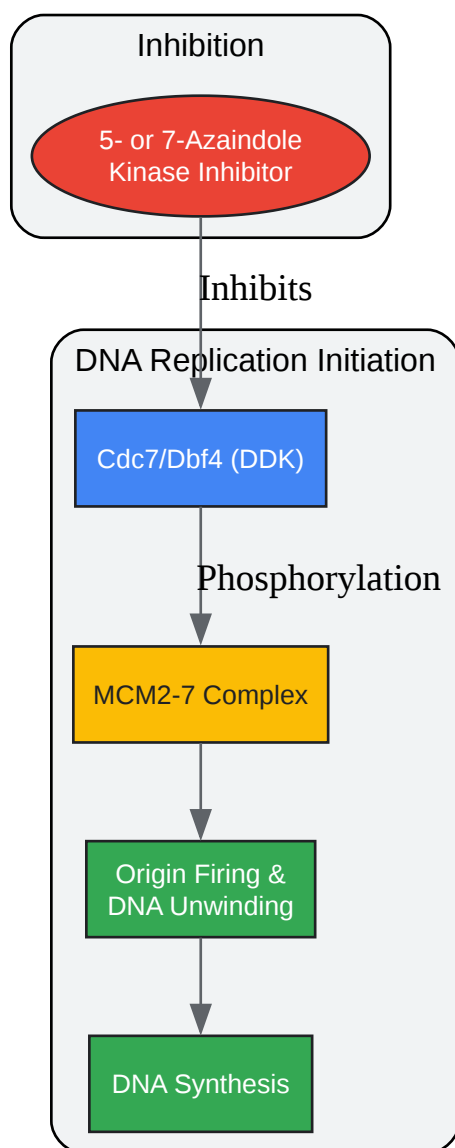 Inhibition
5- or 7-Azaindole
Kinase Inhibitor
Inhibits
DNA Replication Initiation
Cdc7/Dbf4 (DDK)
Phosphorylation
MCM2-7 Complex
Origin Firing &
DNA Unwinding
DNA Synthesis